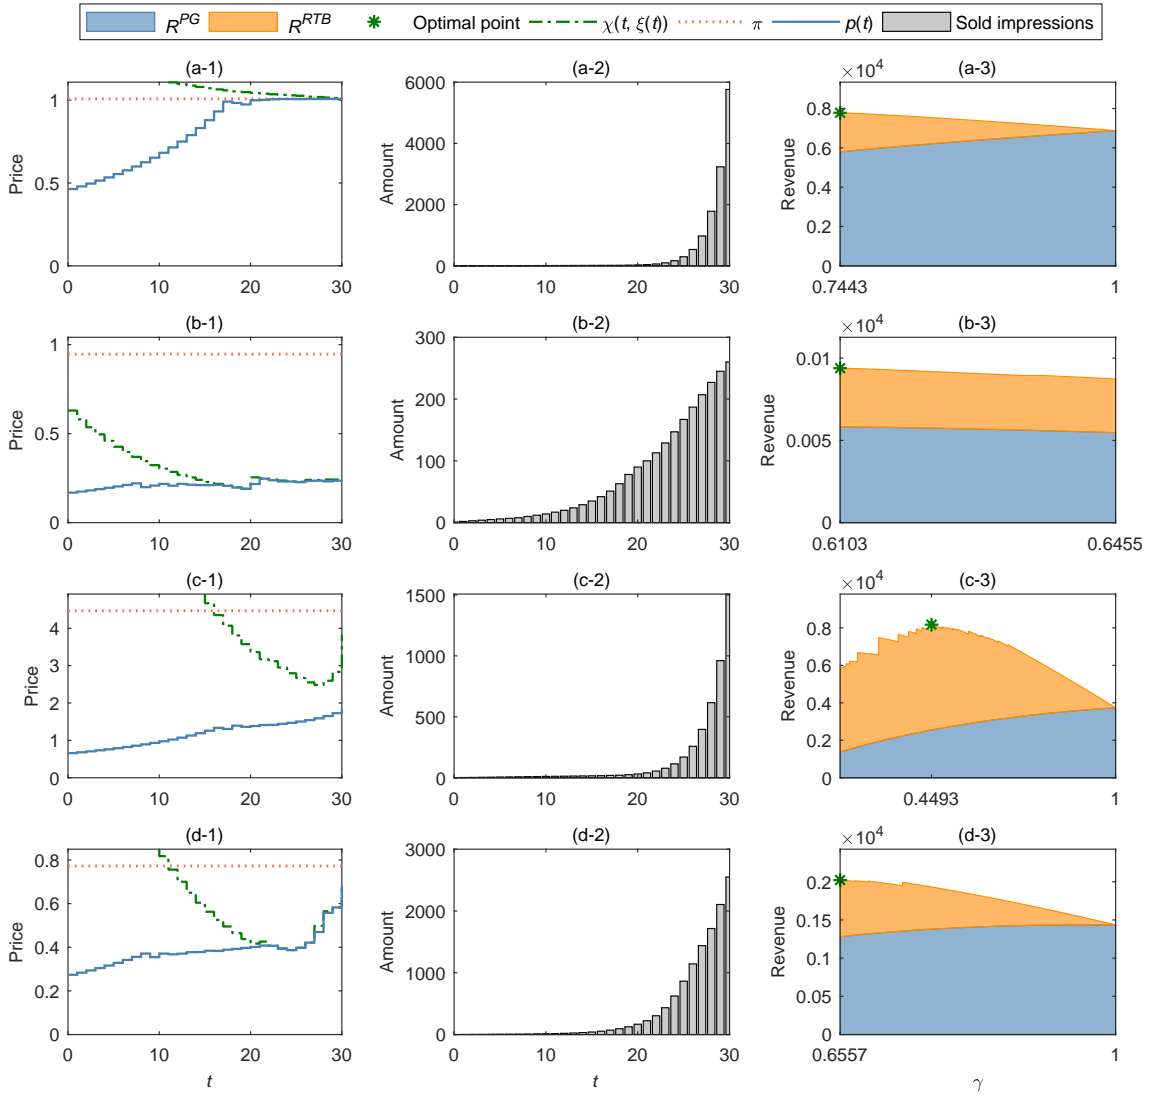 R^PG R^RTB Optimal point χ(t, ξ(t)) π p(t) Sold impressions
(a-1) (a-2) (a-3)
Price
1
0.5
0
0 10 20 30
Amount
6000
4000
2000
0
0 10 20 30
×10^4
Revenue
0.8
0.6
0.4
0.2
0
0.7443 1
(b-1) (b-2) (b-3)
Price
1
0.5
0
0 10 20 30
Amount
300
200
100
0
0 10 20 30
×10^4
Revenue
0.01
0.005
0
0.6103 0.6455
(c-1) (c-2) (c-3)
Price
4
3
2
1
0
0 10 20 30
Amount
1500
1000
500
0
0 10 20 30
×10^4
Revenue
0.8
0.6
0.4
0.2
0
0.4493 1
(d-1) (d-2) (d-3)
Price
0.8
0.6
0.4
0.2
0
0 10 20 30
t
Amount
3000
2000
1000
0
0 10 20 30
t
×10^4
Revenue
0.2
0.15
0.1
0.05
0
0.6557 1
γ